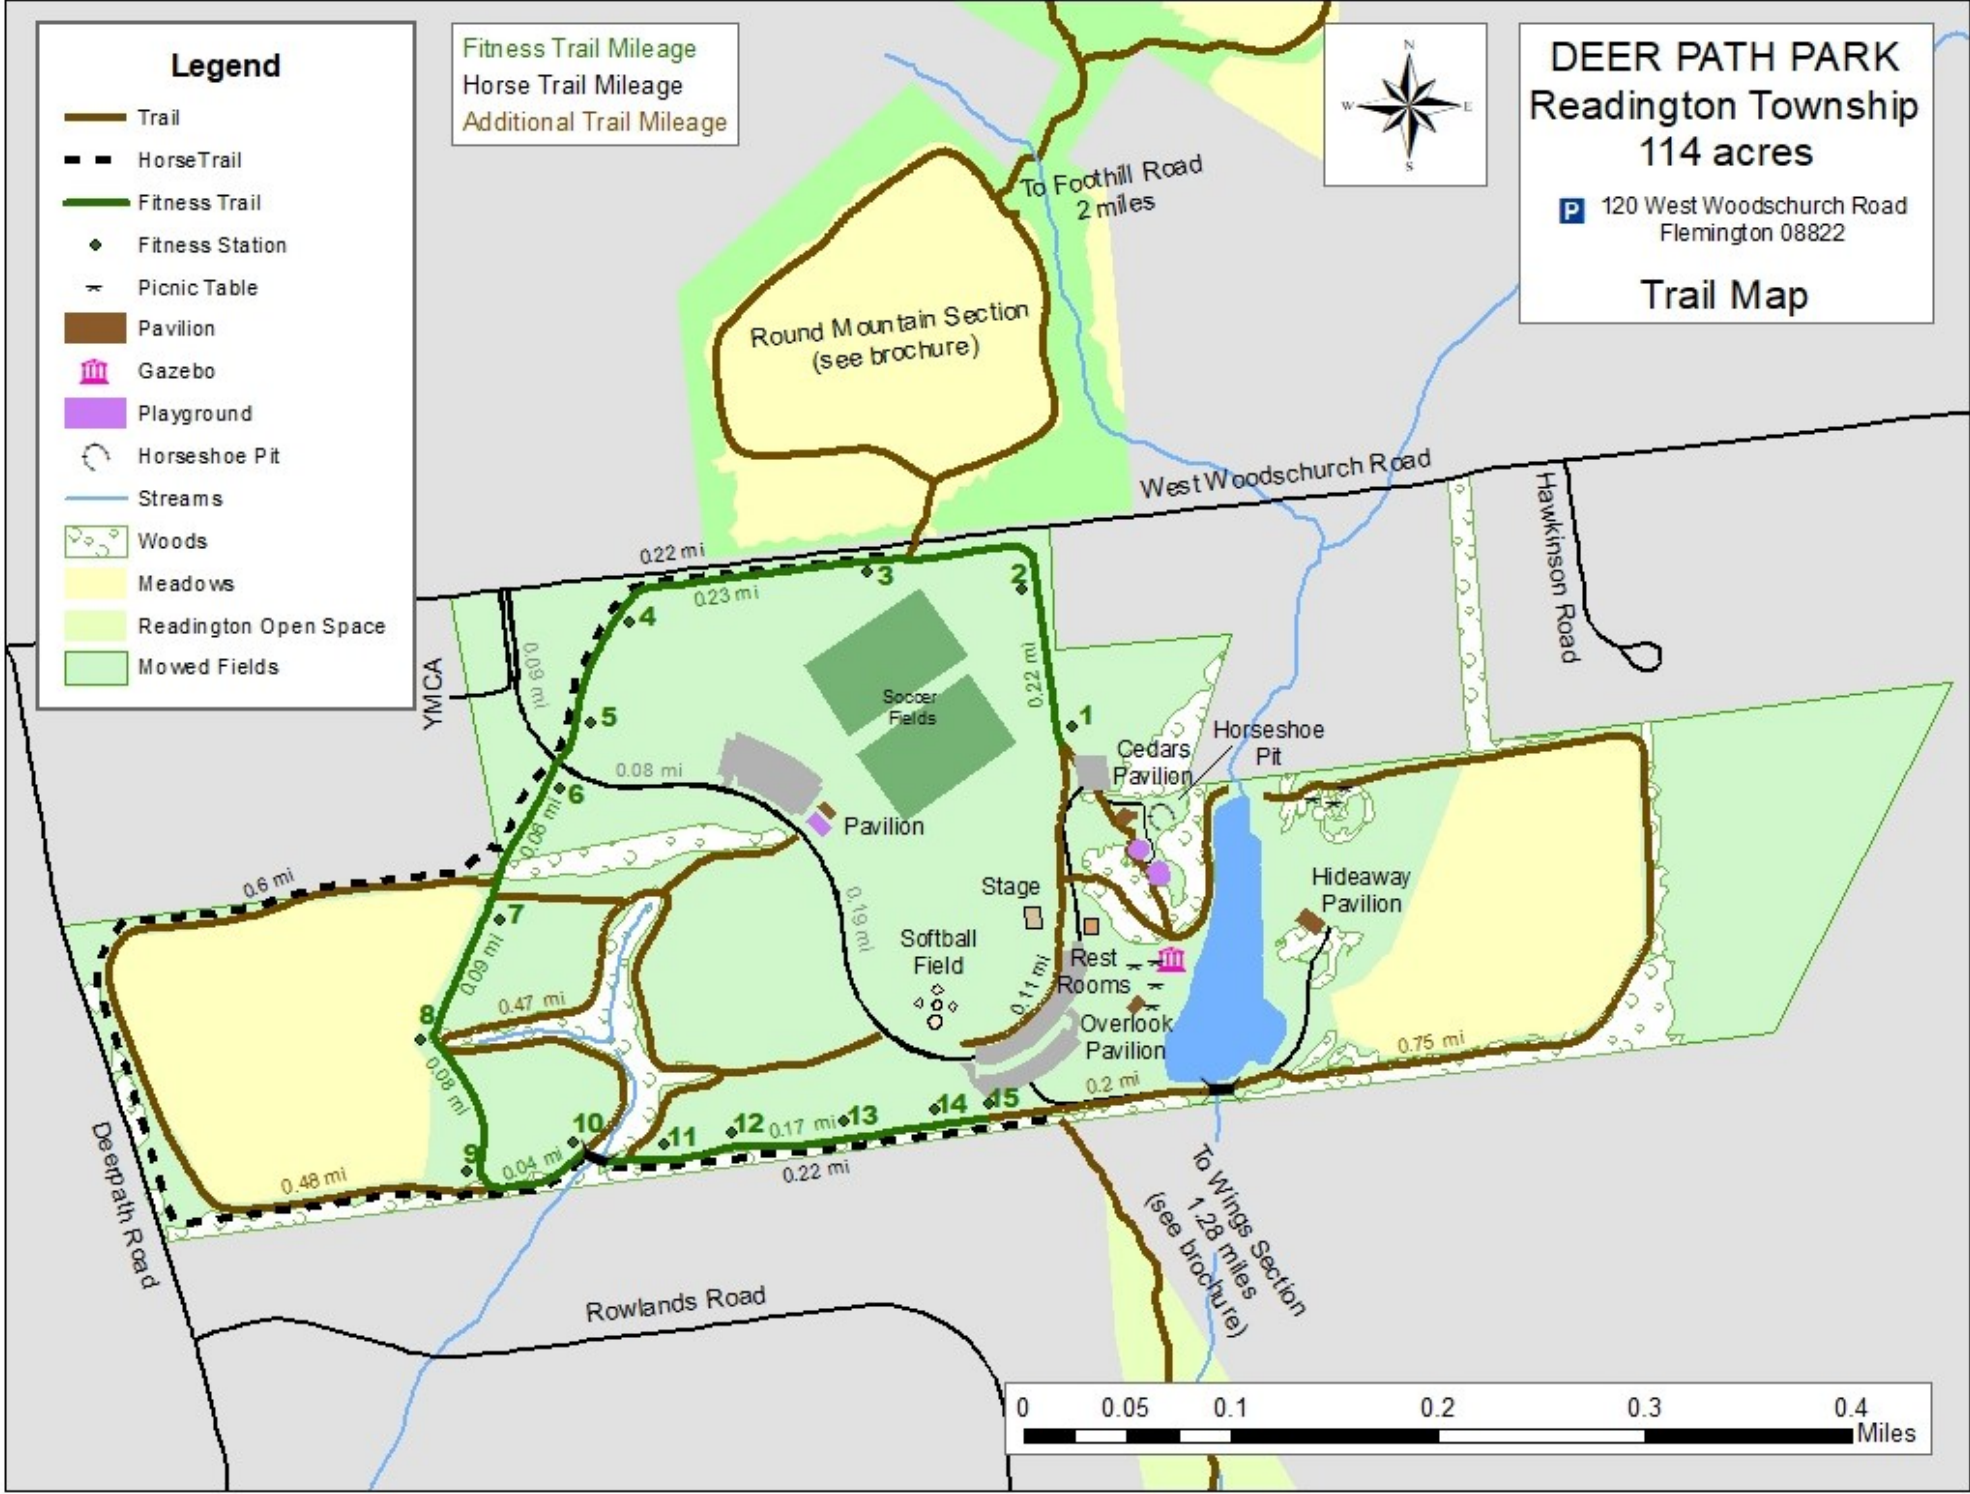 Legend
Trail
HorseTrail
Fitness Trail
Fitness Station
Picnic Table
Pavilion
Gazebo
Playground
Horseshoe Pit
Streams
Woods
Meadows
Readington Open Space
Mowed Fields
Fitness Trail Mileage
Horse Trail Mileage
Additional Trail Mileage
N
W
E
S
DEER PATH PARK
Readington Township
114 acres
P
120 West Woodschurch Road
Flemington 08822
Trail Map
To Foothill Road
2 miles
Round Mountain Section
(see brochure)
West Woodschurch Road
Hawkinson Road
0.22 mi
0.23 mi
3
2
4
YMCA
0.09 mi
5
Soccer
Fields
0.22 mi
1
Cedars
Pavilion
Horseshoe
Pit
0.08 mi
6
0.06 mi
Pavilion
0.6 mi
7
0.09 mi
0.19 mi
Stage
Softball
Field
Rest
Rooms
Hideaway
Pavilion
0.47 mi
0.11 mi
8
0.08 mi
Overlook
Pavilion
0.75 mi
0.2 mi
9
0.04 mi
10
11
12
0.17 mi
13
14
15
0.22 mi
0.48 mi
Deerpath Road
To Wings Section
1.28 miles
(see brochure)
Rowlands Road
0
0.05
0.1
0.2
0.3
0.4
Miles